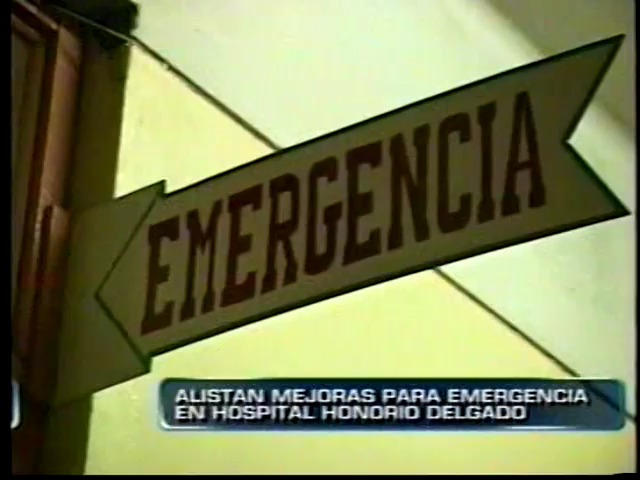 EMERGENCIA
ALISTAN MEJORAS PARA EMERGENCIA
EN HOSPITAL HONORIO DELGADO